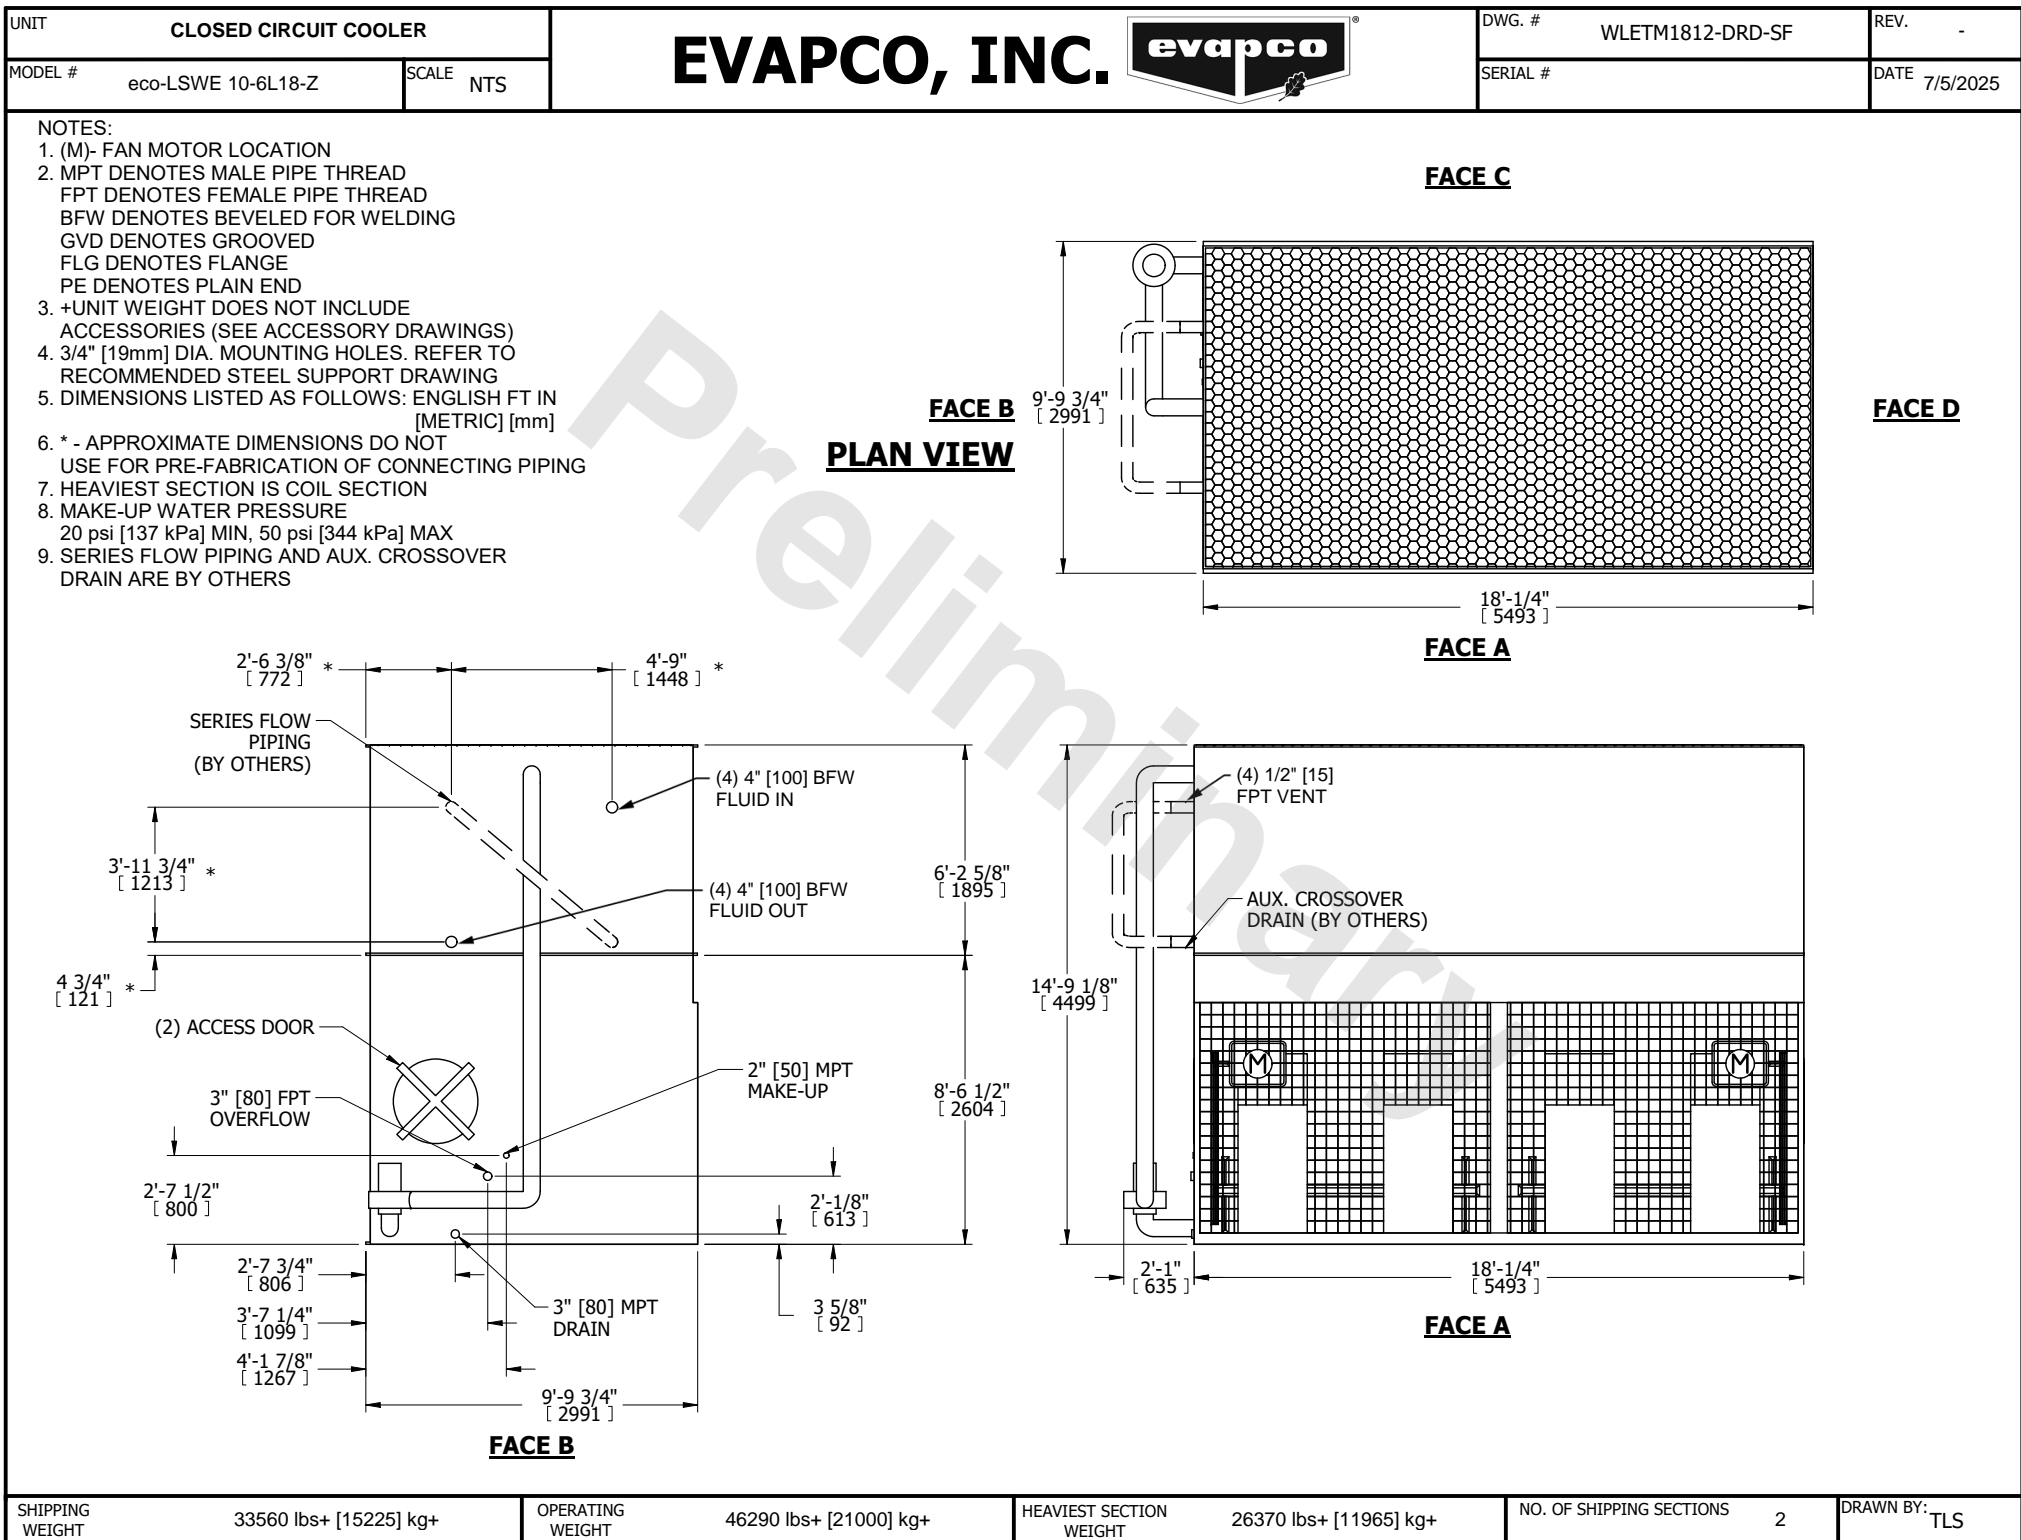 UNIT
CLOSED CIRCUIT COOLER
MODEL #
eco-LSWE 10-6L18-Z
SCALE
NTS
EVAPCO, INC.
evapco
®
DWG. #
WLETM1812-DRD-SF
REV.
-
SERIAL #
DATE
7/5/2025
NOTES:
1. (M)- FAN MOTOR LOCATION
2. MPT DENOTES MALE PIPE THREAD
FPT DENOTES FEMALE PIPE THREAD
BFW DENOTES BEVELED FOR WELDING
GVD DENOTES GROOVED
FLG DENOTES FLANGE
PE DENOTES PLAIN END
3. +UNIT WEIGHT DOES NOT INCLUDE
ACCESSORIES (SEE ACCESSORY DRAWINGS)
4. 3/4" [19mm] DIA. MOUNTING HOLES. REFER TO
RECOMMENDED STEEL SUPPORT DRAWING
5. DIMENSIONS LISTED AS FOLLOWS: ENGLISH FT IN
[METRIC] [mm]
6. * - APPROXIMATE DIMENSIONS DO NOT
USE FOR PRE-FABRICATION OF CONNECTING PIPING
7. HEAVIEST SECTION IS COIL SECTION
8. MAKE-UP WATER PRESSURE
20 psi [137 kPa] MIN, 50 psi [344 kPa] MAX
9. SERIES FLOW PIPING AND AUX. CROSSOVER
DRAIN ARE BY OTHERS
Preliminary
FACE C
FACE B
9'-9 3/4"
[ 2991 ]
FACE D
PLAN VIEW
18'-1/4"
[ 5493 ]
FACE A
2'-6 3/8" *
[ 772 ]
4'-9" *
[ 1448 ]
SERIES FLOW
PIPING
(BY OTHERS)
(4) 4" [100] BFW
FLUID IN
3'-11 3/4" *
[ 1213 ]
(4) 4" [100] BFW
FLUID OUT
6'-2 5/8"
[ 1895 ]
4 3/4" *
[ 121 ]
(2) ACCESS DOOR
3" [80] FPT
OVERFLOW
2" [50] MPT
MAKE-UP
8'-6 1/2"
[ 2604 ]
2'-7 1/2"
[ 800 ]
2'-1/8"
[ 613 ]
2'-7 3/4"
[ 806 ]
3'-7 1/4"
[ 1099 ]
4'-1 7/8"
[ 1267 ]
3" [80] MPT
DRAIN
3 5/8"
[ 92 ]
9'-9 3/4"
[ 2991 ]
FACE B
(4) 1/2" [15]
FPT VENT
AUX. CROSSOVER
DRAIN (BY OTHERS)
14'-9 1/8"
[ 4499 ]
M
M
2'-1"
[ 635 ]
18'-1/4"
[ 5493 ]
FACE A
SHIPPING
WEIGHT
33560 lbs+ [15225] kg+
OPERATING
WEIGHT
46290 lbs+ [21000] kg+
HEAVIEST SECTION
WEIGHT
26370 lbs+ [11965] kg+
NO. OF SHIPPING SECTIONS
2
DRAWN BY:
TLS